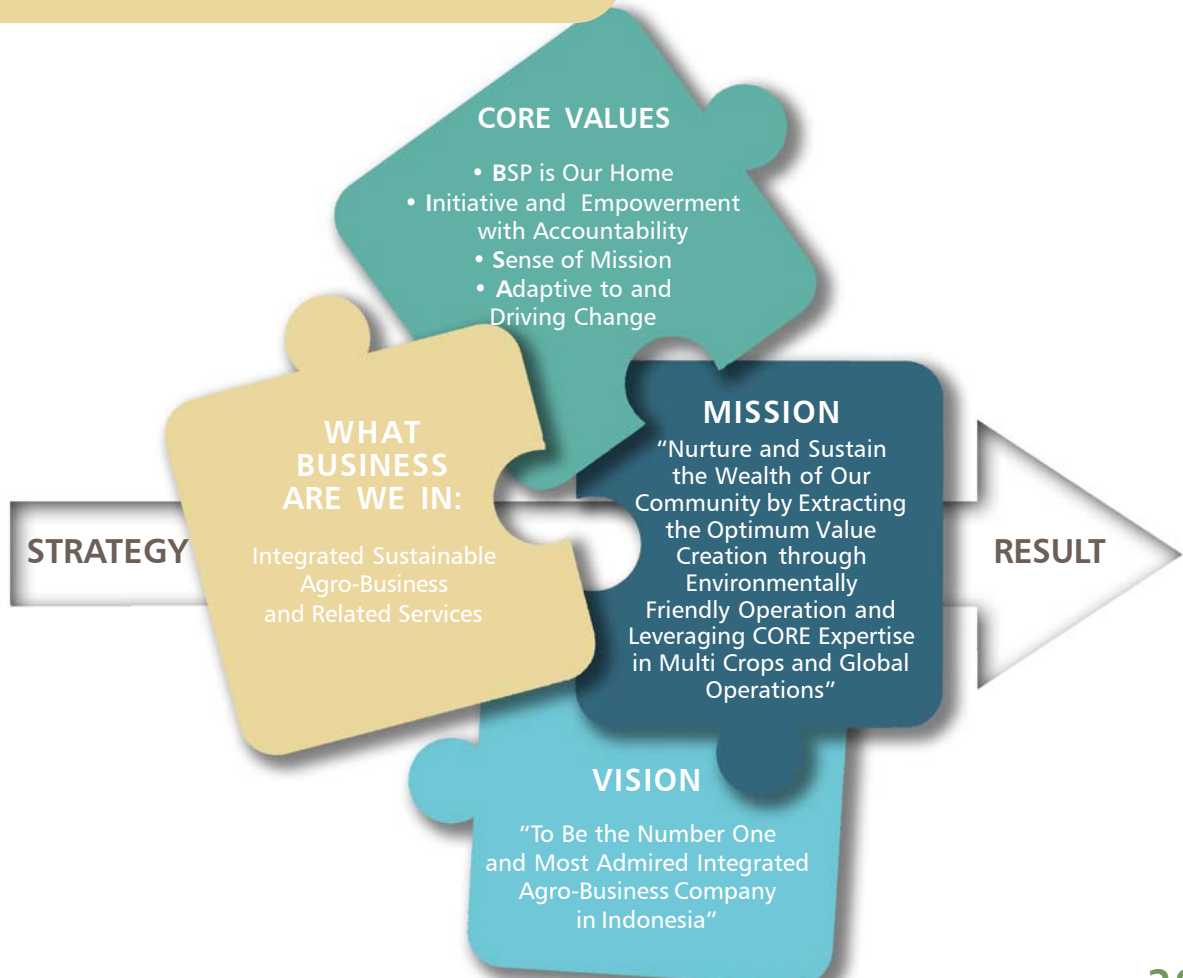 CORE VALUES
• BSP is Our Home
• Initiative and Empowerment
with Accountability
• Sense of Mission
• Adaptive to and
Driving Change
WHAT
BUSINESS
ARE WE IN:
Integrated Sustainable
Agro-Business
and Related Services
MISSION
“Nurture and Sustain
the Wealth of Our
Community by Extracting
the Optimum Value
Creation through
Environmentally
Friendly Operation and
Leveraging CORE Expertise
in Multi Crops and Global
Operations”
STRATEGY
RESULT
VISION
“To Be the Number One
and Most Admired Integrated
Agro-Business Company
in Indonesia”